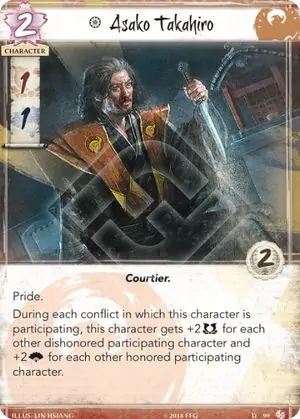 2 Asako Takahiro
CHARACTER
1
1
2
Courtier.
Pride.
During each conflict in which this character is
participating, this character gets +2 for each
other dishonored participating character and
+2 for each other honored participating
character.
ILLUS. LIN HSIANG ©2018 FFG 99